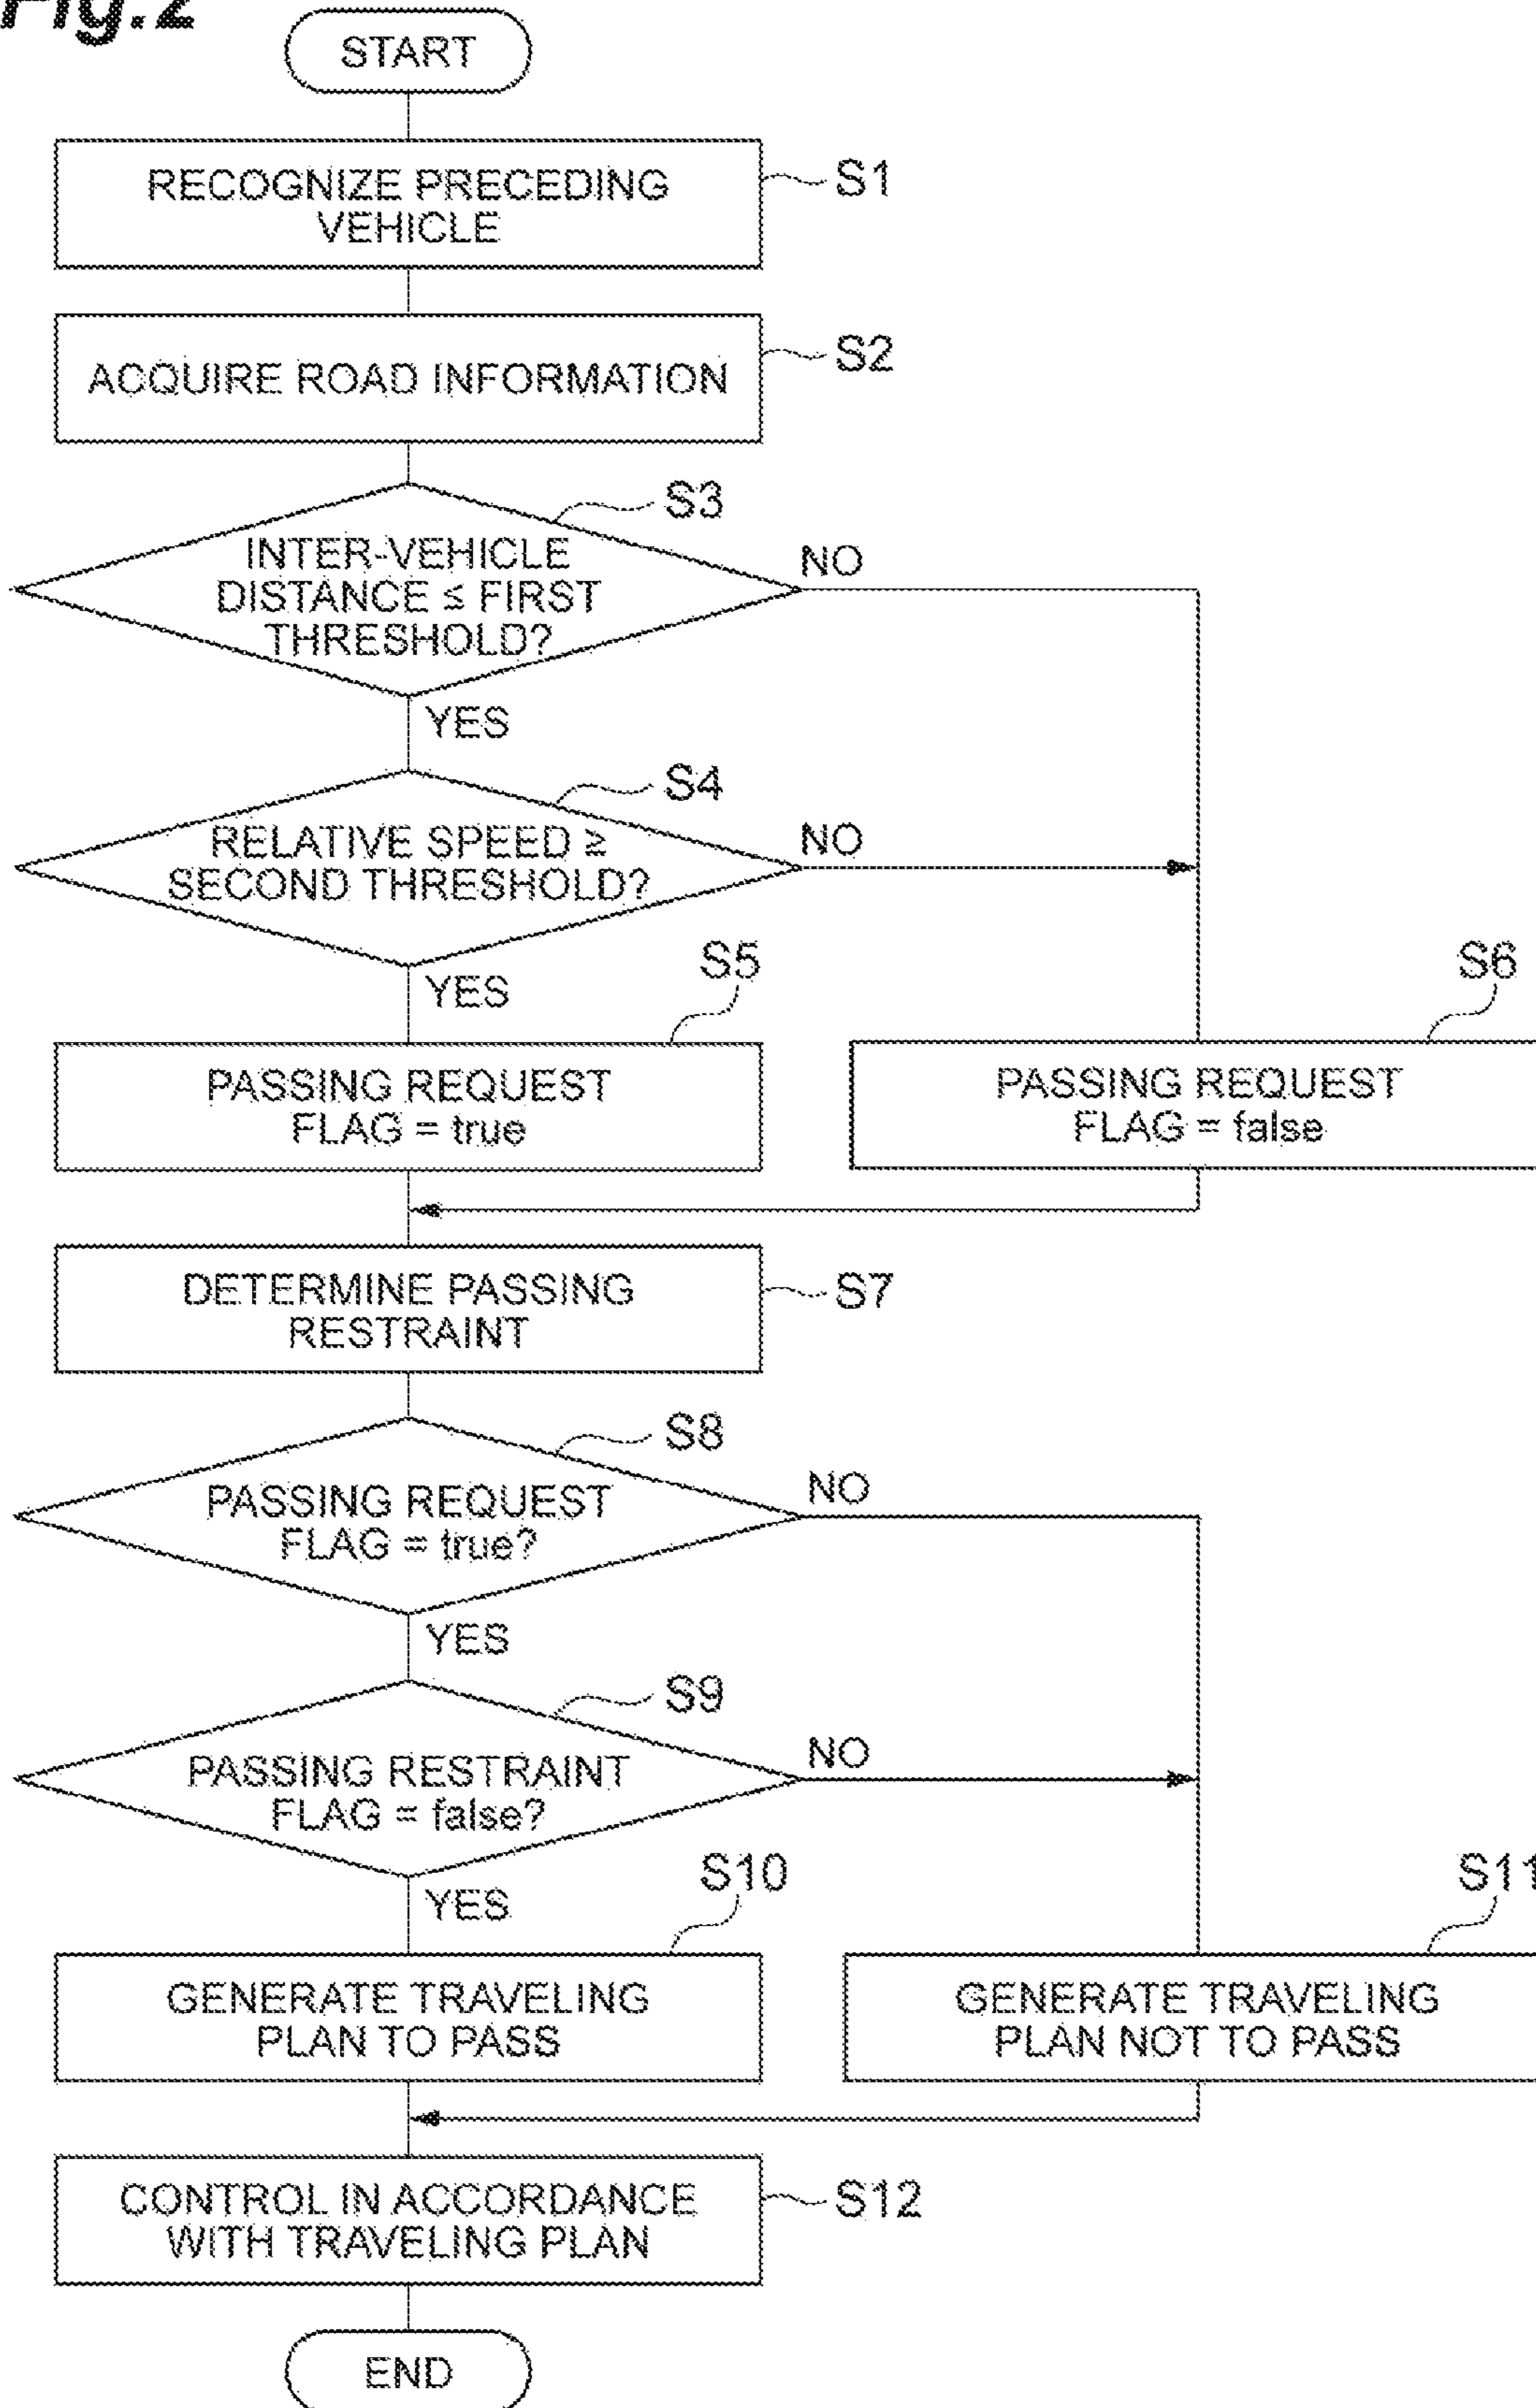 Fig.2
START
RECOGNIZE PRECEDING
VEHICLE
S1
ACQUIRE ROAD INFORMATION
S2
S3
INTER-VEHICLE
DISTANCE ≤ FIRST
THRESHOLD?
NO
YES
S4
RELATIVE SPEED ≥
SECOND THRESHOLD?
NO
YES
S5
S6
PASSING REQUEST
FLAG = true
PASSING REQUEST
FLAG = false
DETERMINE PASSING
RESTRAINT
S7
S8
PASSING REQUEST
FLAG = true?
NO
YES
S9
PASSING RESTRAINT
FLAG = false?
NO
YES
S10
S11
GENERATE TRAVELING
PLAN TO PASS
GENERATE TRAVELING
PLAN NOT TO PASS
CONTROL IN ACCORDANCE
WITH TRAVELING PLAN
S12
END